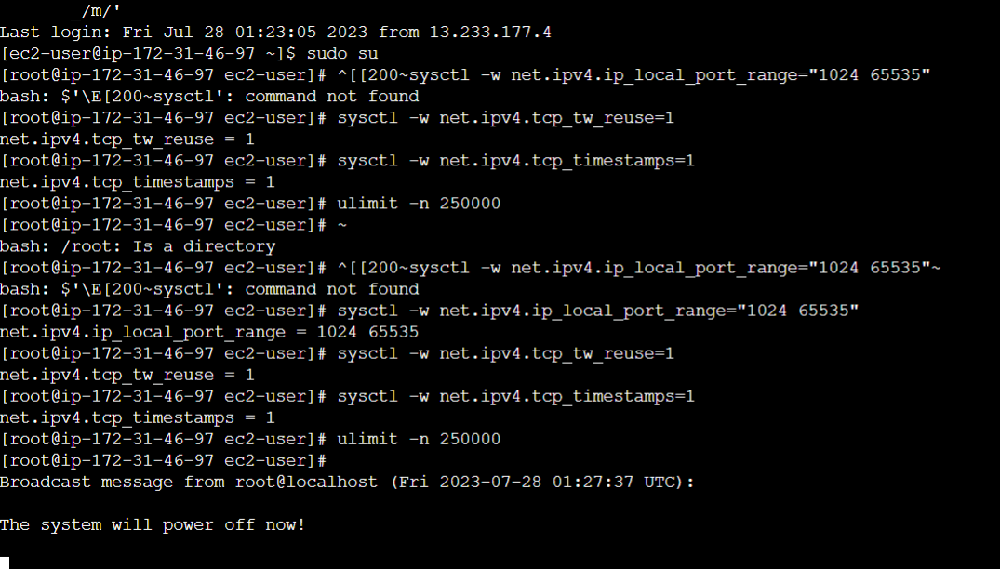 _/m/'
Last login: Fri Jul 28 01:23:05 2023 from 13.233.177.4
[ec2-user@ip-172-31-46-97 ~]$ sudo su
[root@ip-172-31-46-97 ec2-user]# ^[[200~sysctl -w net.ipv4.ip_local_port_range="1024 65535"
bash: $'\E[200~sysctl': command not found
[root@ip-172-31-46-97 ec2-user]# sysctl -w net.ipv4.tcp_tw_reuse=1
net.ipv4.tcp_tw_reuse = 1
[root@ip-172-31-46-97 ec2-user]# sysctl -w net.ipv4.tcp_timestamps=1
net.ipv4.tcp_timestamps = 1
[root@ip-172-31-46-97 ec2-user]# ulimit -n 250000
[root@ip-172-31-46-97 ec2-user]# ~
bash: /root: Is a directory
[root@ip-172-31-46-97 ec2-user]# ^[[200~sysctl -w net.ipv4.ip_local_port_range="1024 65535"~
bash: $'\E[200~sysctl': command not found
[root@ip-172-31-46-97 ec2-user]# sysctl -w net.ipv4.ip_local_port_range="1024 65535"
net.ipv4.ip_local_port_range = 1024 65535
[root@ip-172-31-46-97 ec2-user]# sysctl -w net.ipv4.tcp_tw_reuse=1
net.ipv4.tcp_tw_reuse = 1
[root@ip-172-31-46-97 ec2-user]# sysctl -w net.ipv4.tcp_timestamps=1
net.ipv4.tcp_timestamps = 1
[root@ip-172-31-46-97 ec2-user]# ulimit -n 250000
[root@ip-172-31-46-97 ec2-user]#
Broadcast message from root@localhost (Fri 2023-07-28 01:27:37 UTC):
The system will power off now!